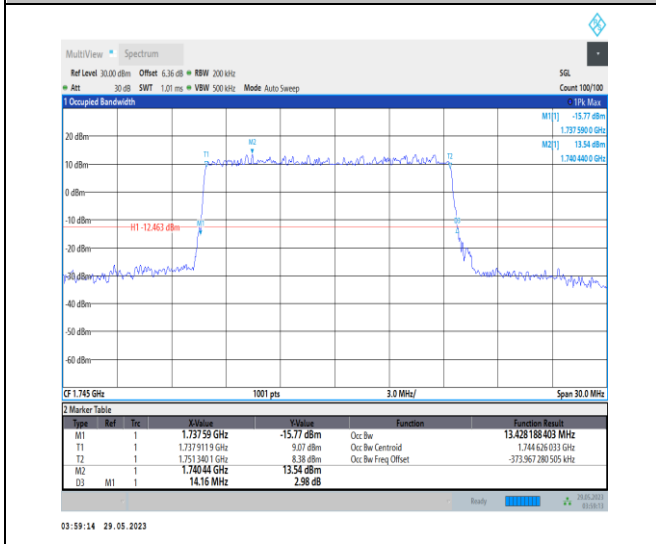 MultiView Spectrum
Ref Level 30.00 dBm Offset 6.36 dB RBW 200 kHz SGL
Att 30 dB SWT 1.01 ms VBW 500 kHz Mode Auto Sweep Count 100/100
1 Occupied Bandwidth 1Pk Max
M1[1] -15.77 dBm
1.737 590 0 GHz
M2[1] 13.54 dBm
1.740 440 0 GHz
20 dBm
M2
T1
T2
10 dBm
0 dBm
-10 dBm
M1
D3
H1 -12.463 dBm
-20 dBm
-30 dBm
-40 dBm
-50 dBm
-60 dBm
CF 1.745 GHz 1001 pts 3.0 MHz/ Span 30.0 MHz
2 Marker Table
Type Ref Trc X-Value Y-Value Function Function Result
M1 1 1.737 59 GHz -15.77 dBm Occ Bw 13.428 188 403 MHz
T1 1 1.737 911 9 GHz 9.07 dBm Occ Bw Centroid 1.744 626 033 GHz
T2 1 1.751 340 1 GHz 8.38 dBm Occ Bw Freq Offset -373.967 280 505 kHz
M2 1 1.740 44 GHz 13.54 dBm
D3 M1 1 14.16 MHz 2.98 dB
Ready 29.05.2023
03:59:13
03:59:14 29.05.2023